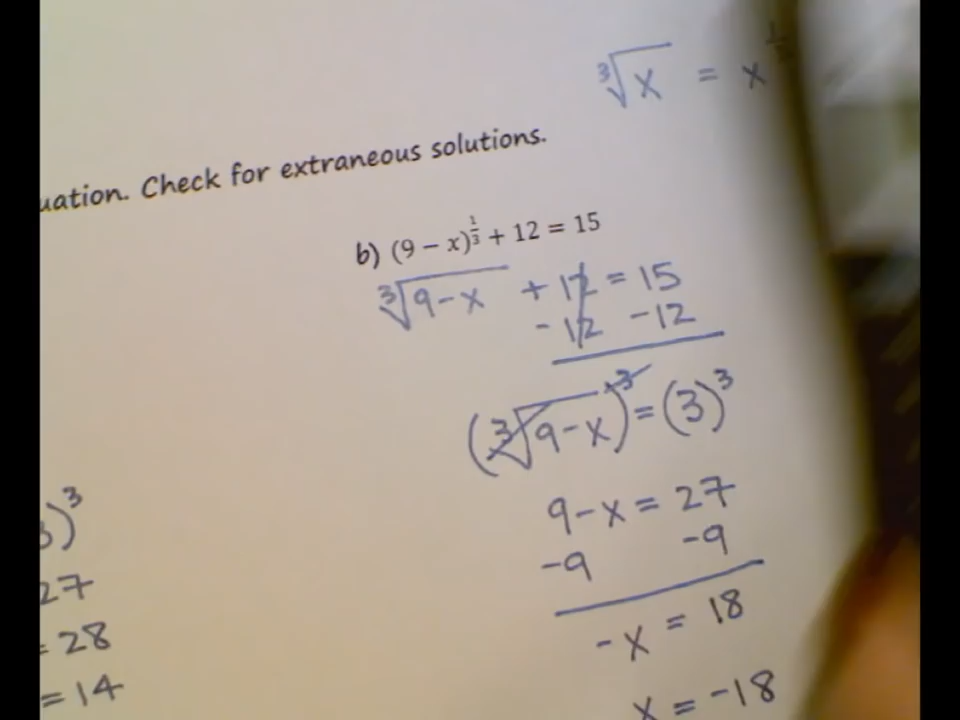 ∛x = x
uation. Check for extraneous solutions.
b) (9 − x)^(1/3) + 12 = 15
∛(9-x) + 12 = 15
- 12 -12
(∛(9-x))³ = (3)³
9-x = 27
-9 -9
-x = 18
x = -18
)³
27
= 28
= 14